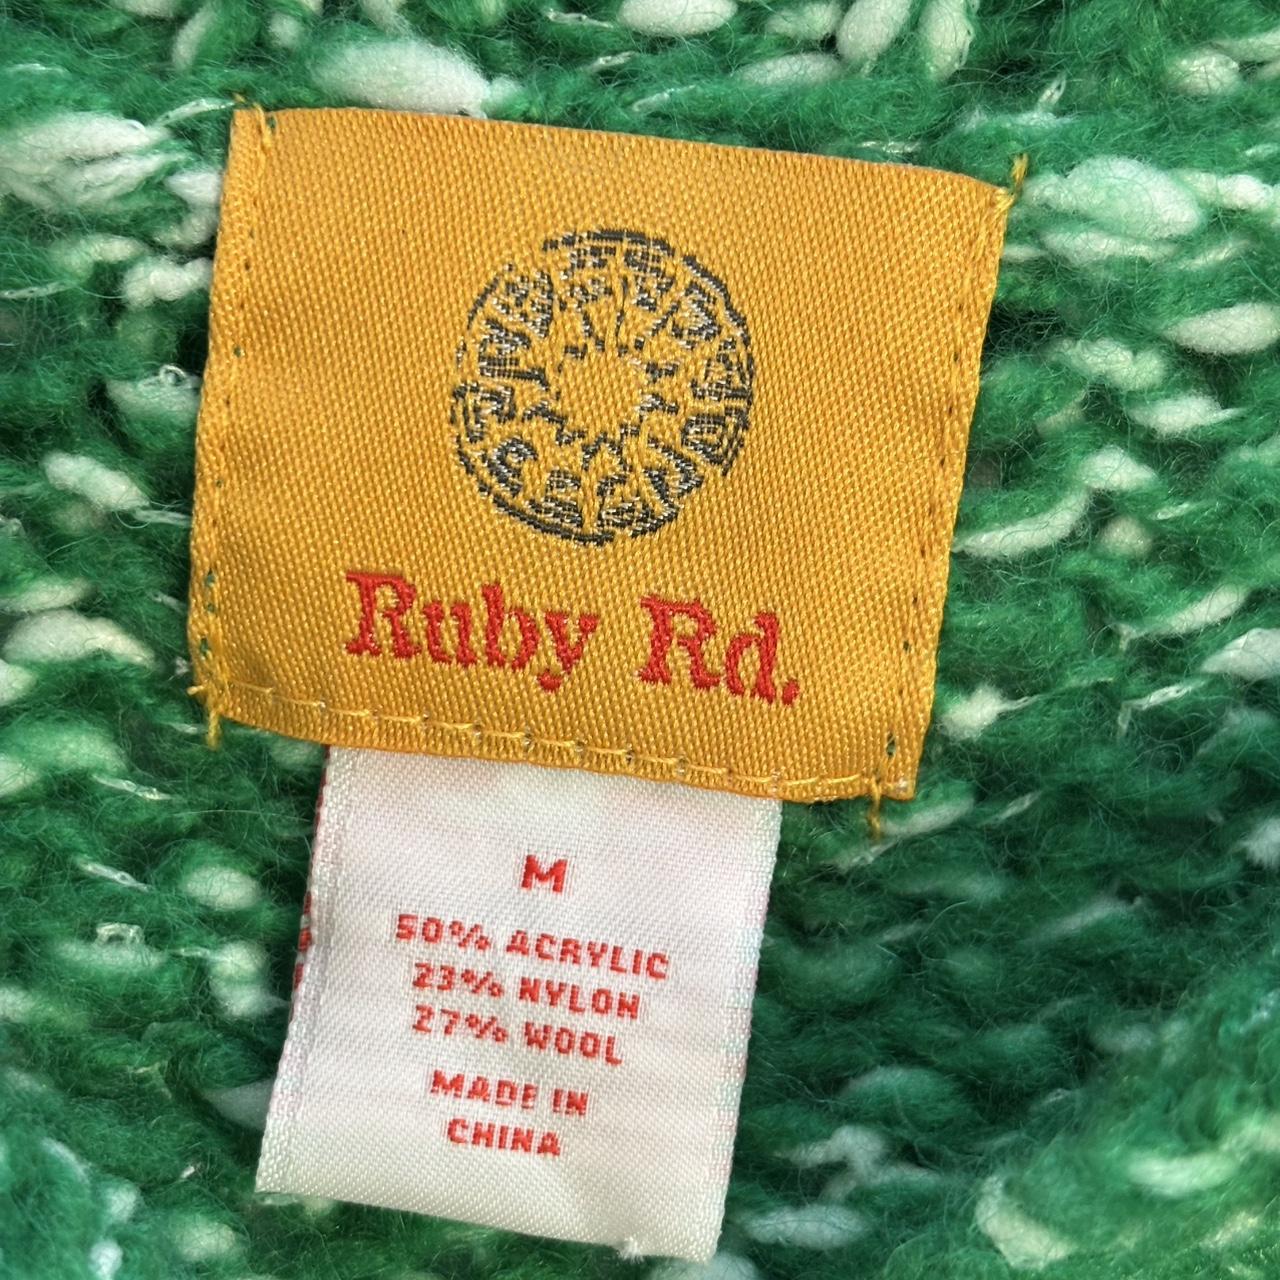 Ruby Rd.
M
50% ACRYLIC
23% NYLON
27% WOOL
MADE IN
CHINA